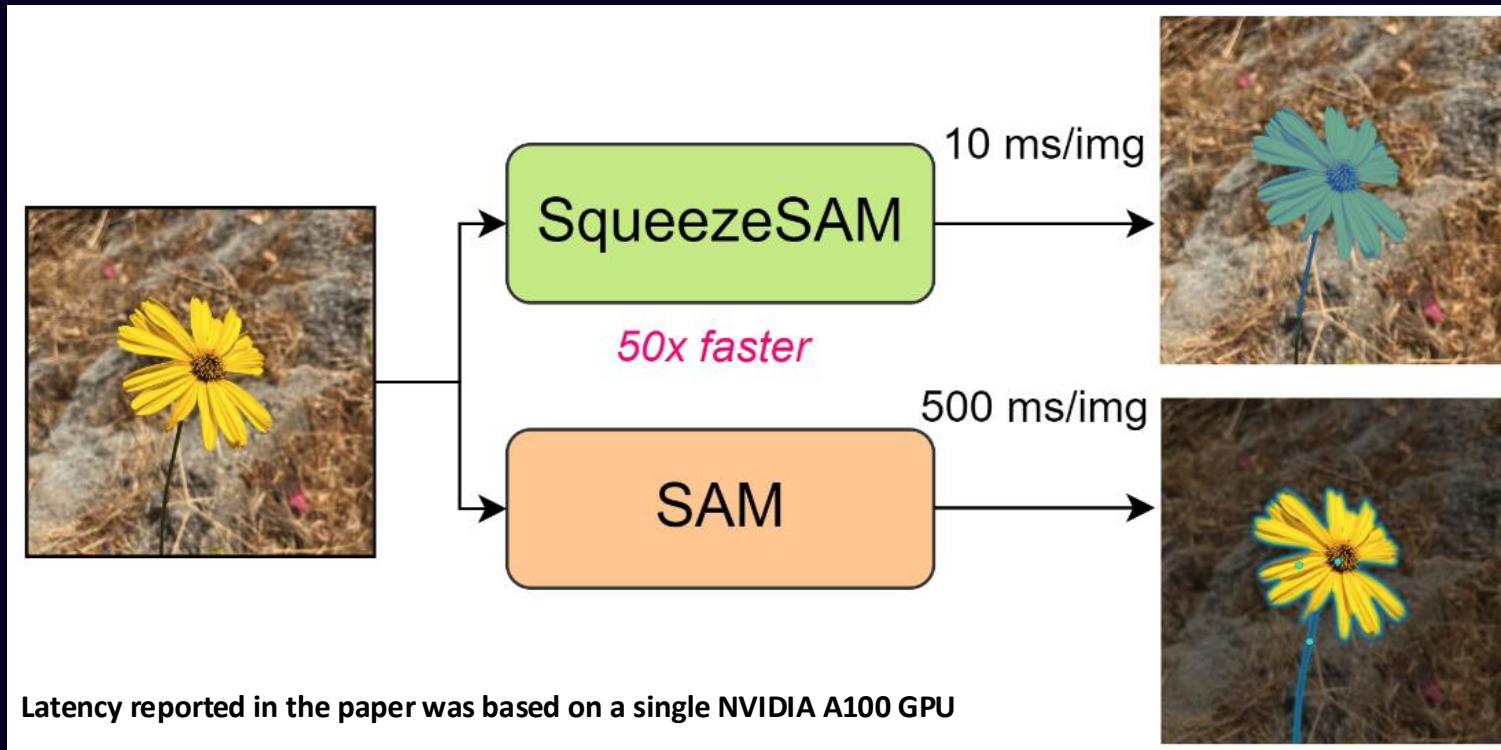 10 ms/img
SqueezeSAM
50x faster
500 ms/img
SAM
Latency reported in the paper was based on a single NVIDIA A100 GPU